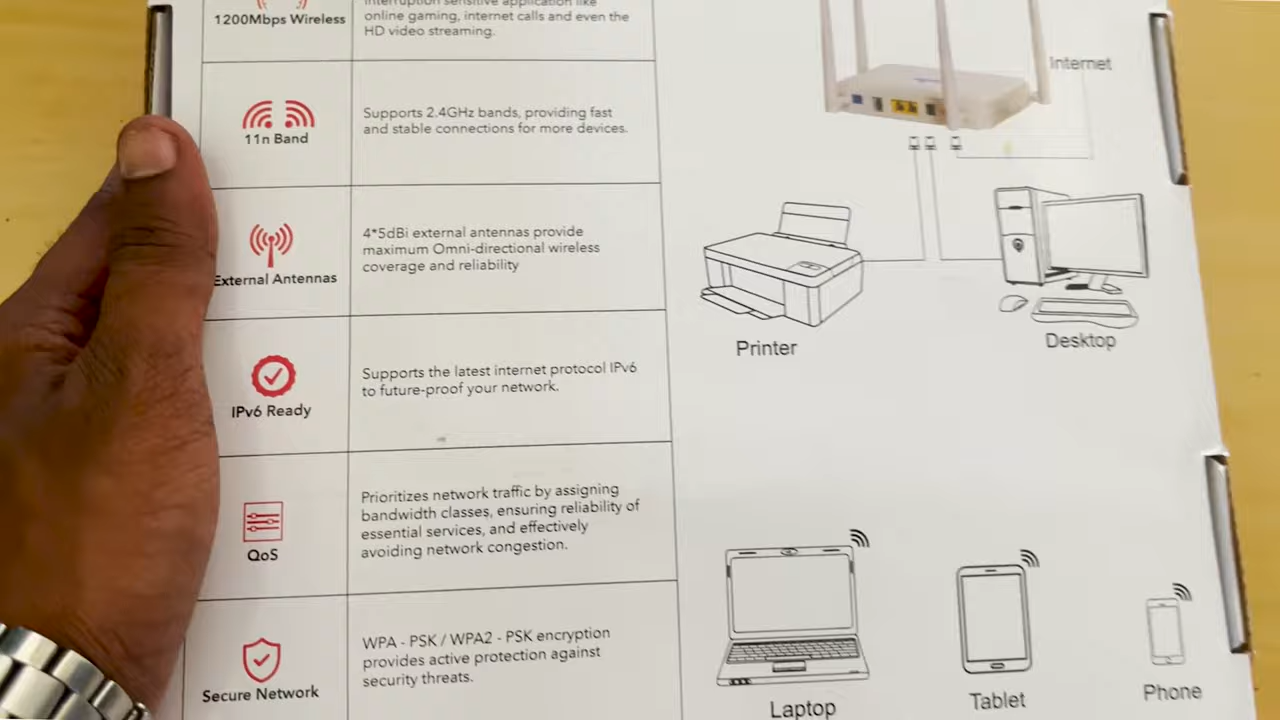 1200Mbps Wireless
interruption sensitive application like
online gaming, internet calls and even the
HD video streaming.
11n Band
Supports 2.4GHz bands, providing fast
and stable connections for more devices.
External Antennas
4*5dBi external antennas provide
maximum Omni-directional wireless
coverage and reliability
IPv6 Ready
Supports the latest internet protocol IPv6
to future-proof your network.
QoS
Prioritizes network traffic by assigning
bandwidth classes, ensuring reliability of
essential services, and effectively
avoiding network congestion.
Secure Network
WPA - PSK / WPA2 - PSK encryption
provides active protection against
security threats.
Internet
Printer
Desktop
Laptop
Tablet
Phone